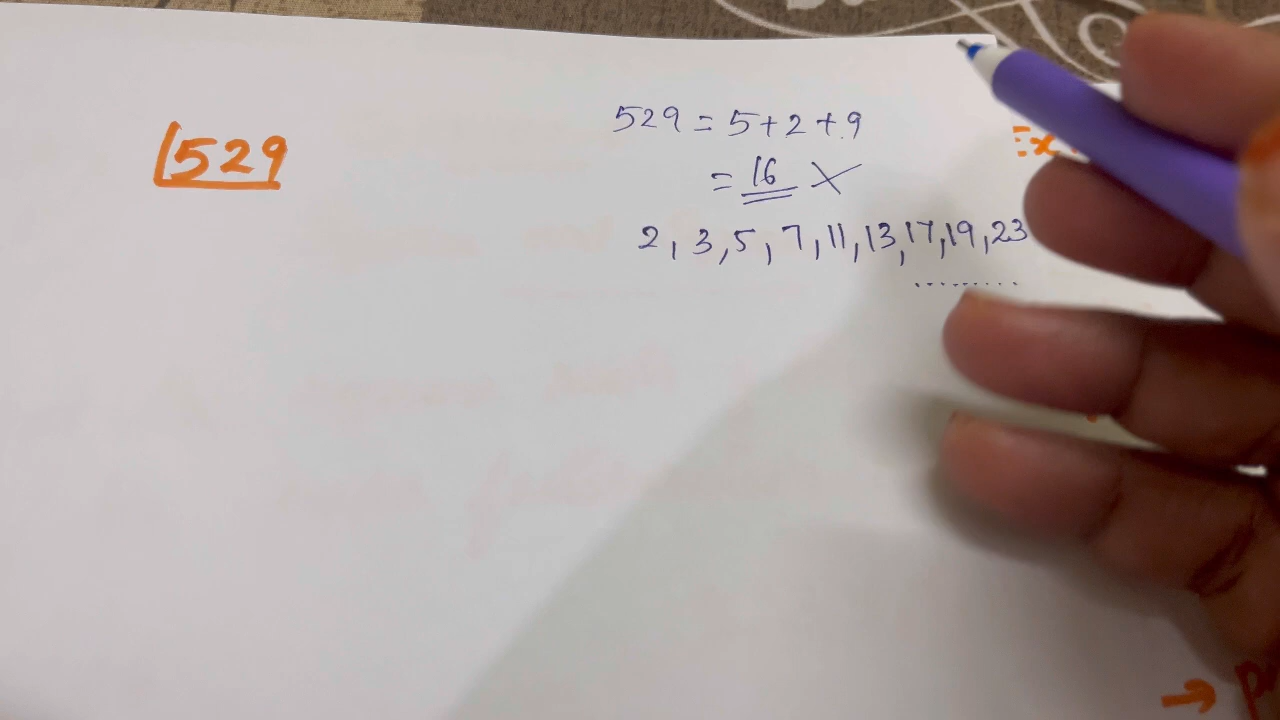 529
529 = 5+2+9
= 16 X
2, 3, 5, 7, 11, 13, 17, 19, 23
.........